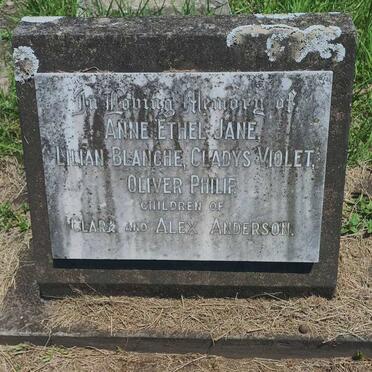 In Loving Memory of
ANNE ETHEL JANE,
LILIAN BLANCHE, GLADYS VIOLET,
OLIVER PHILIP,
CHILDREN OF
CLARA AND ALEX ANDERSON.